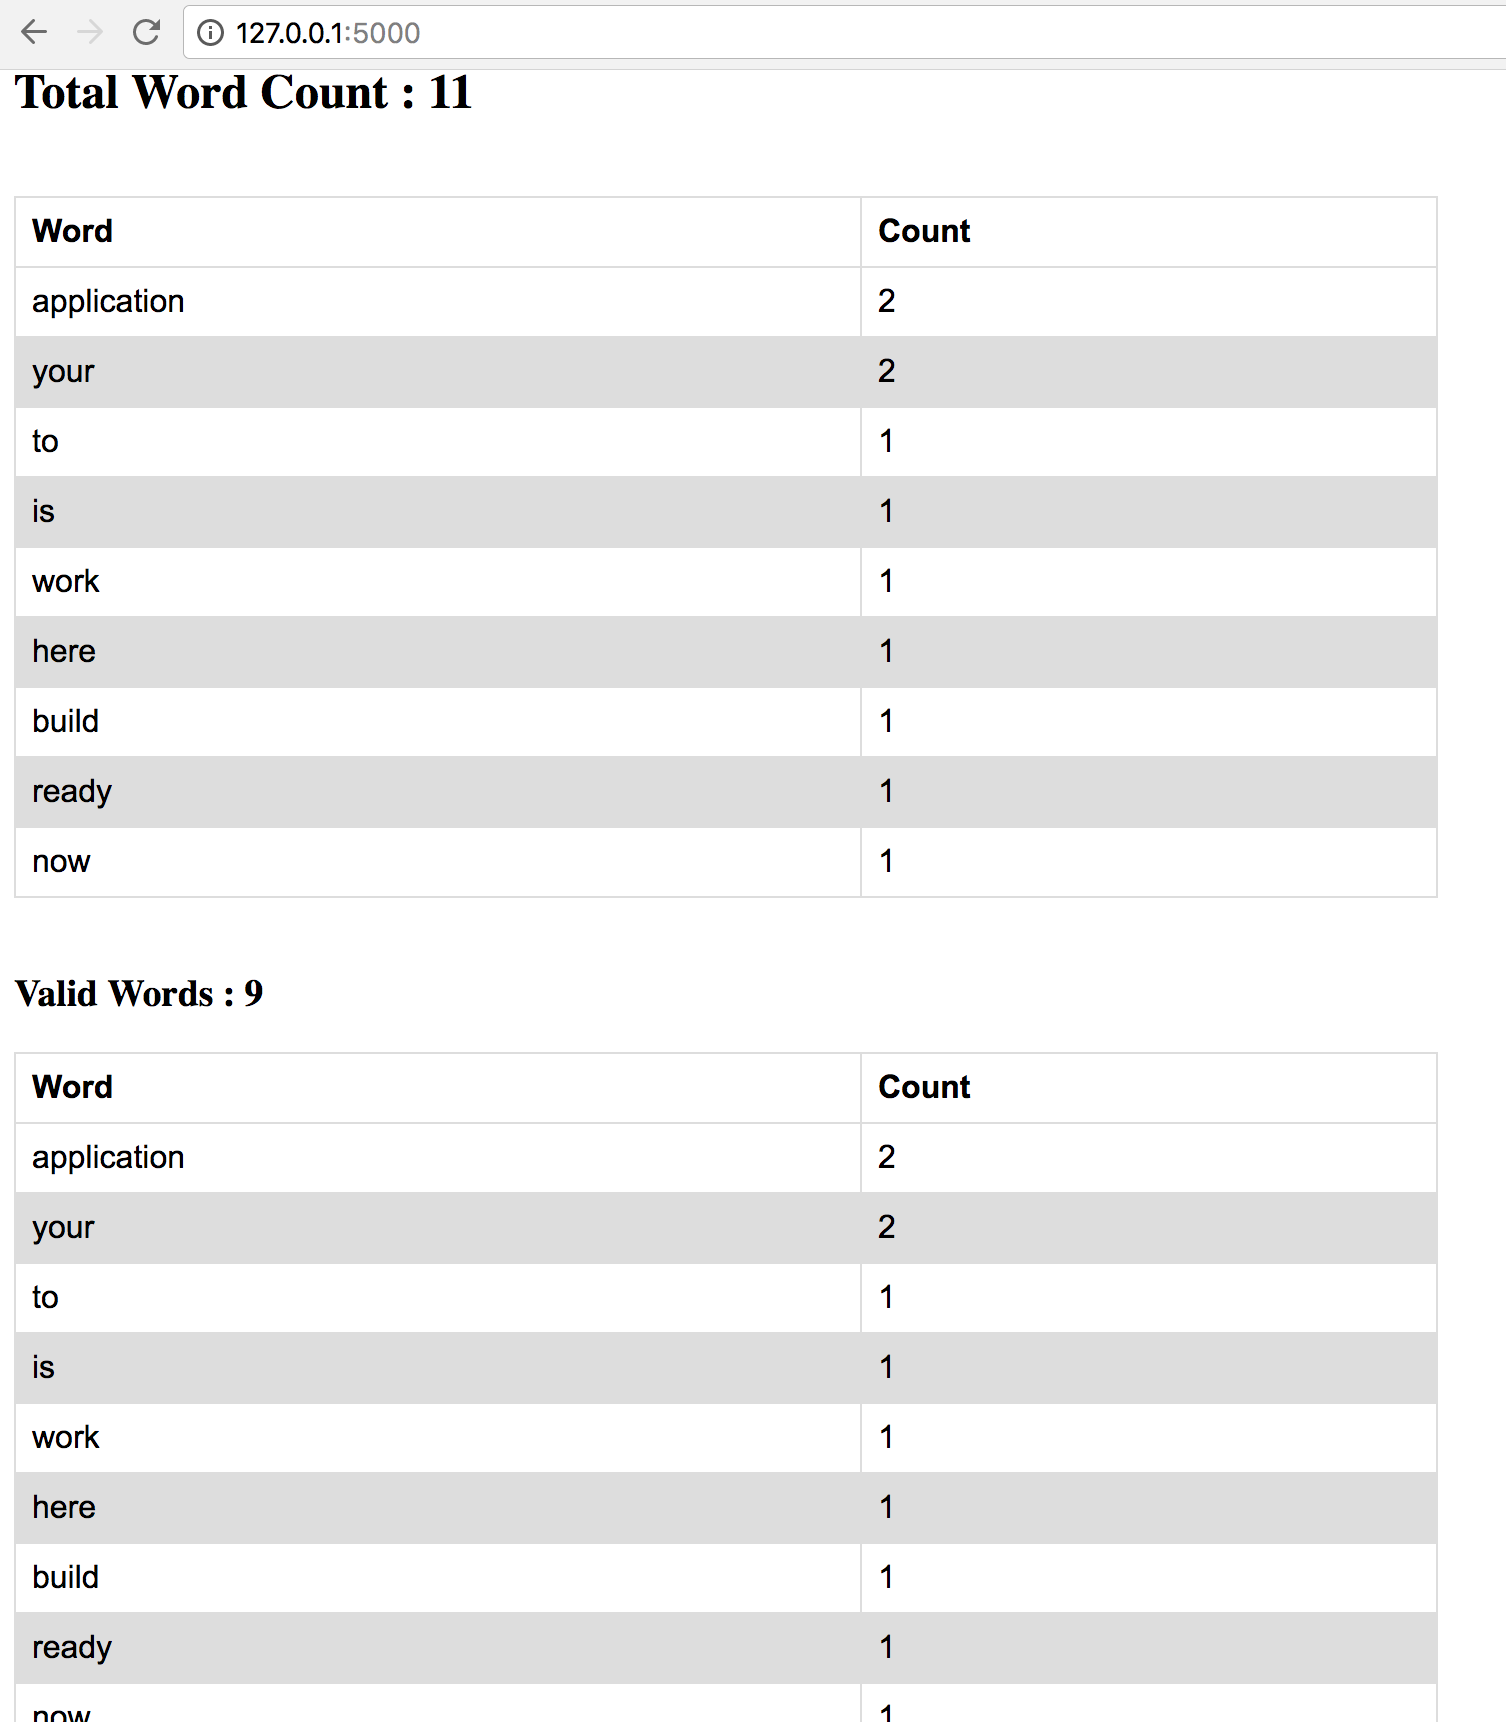 127.0.0.1:5000
Total Word Count : 11
Word Count
application 2
your 2
to 1
is 1
work 1
here 1
build 1
ready 1
now 1
Valid Words : 9
Word Count
application 2
your 2
to 1
is 1
work 1
here 1
build 1
ready 1
now 1